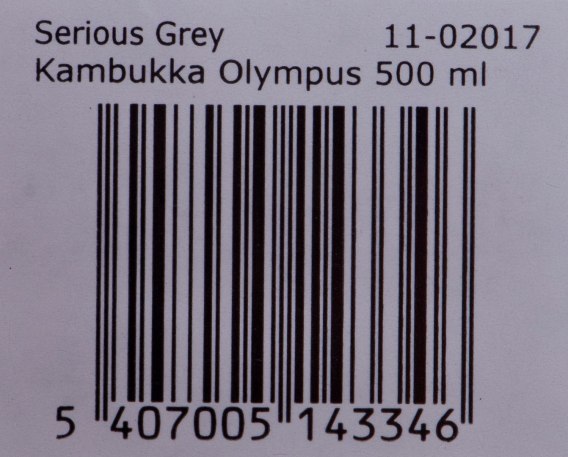 Serious Grey 11-02017
Kambukka Olympus 500 ml
5 407005 143346